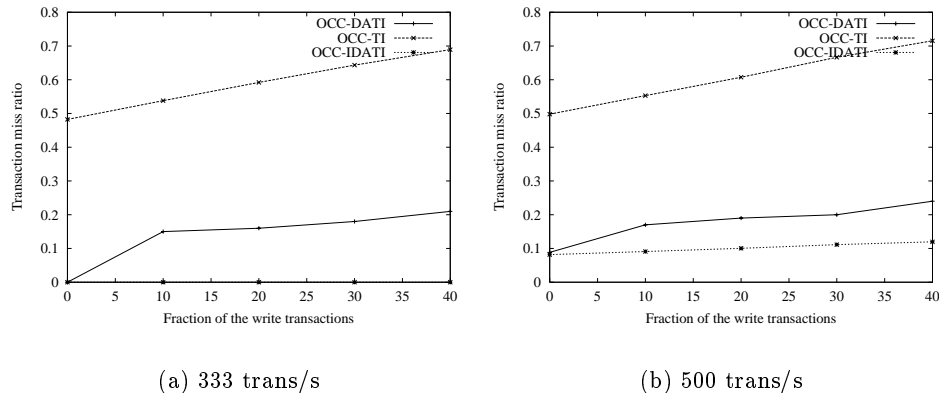 0.8
0.7
0.6
0.5
0.4
0.3
0.2
0.1
0
Transaction miss ratio
OCC-DATI
OCC-TI
OCC-IDATI
0 5 10 15 20 25 30 35 40
Fraction of the write transactions
(a) 333 trans/s
0.8
0.7
0.6
0.5
0.4
0.3
0.2
0.1
0
Transaction miss ratio
OCC-DATI
OCC-TI
OCC-IDATI
0 5 10 15 20 25 30 35 40
Fraction of the write transactions
(b) 500 trans/s